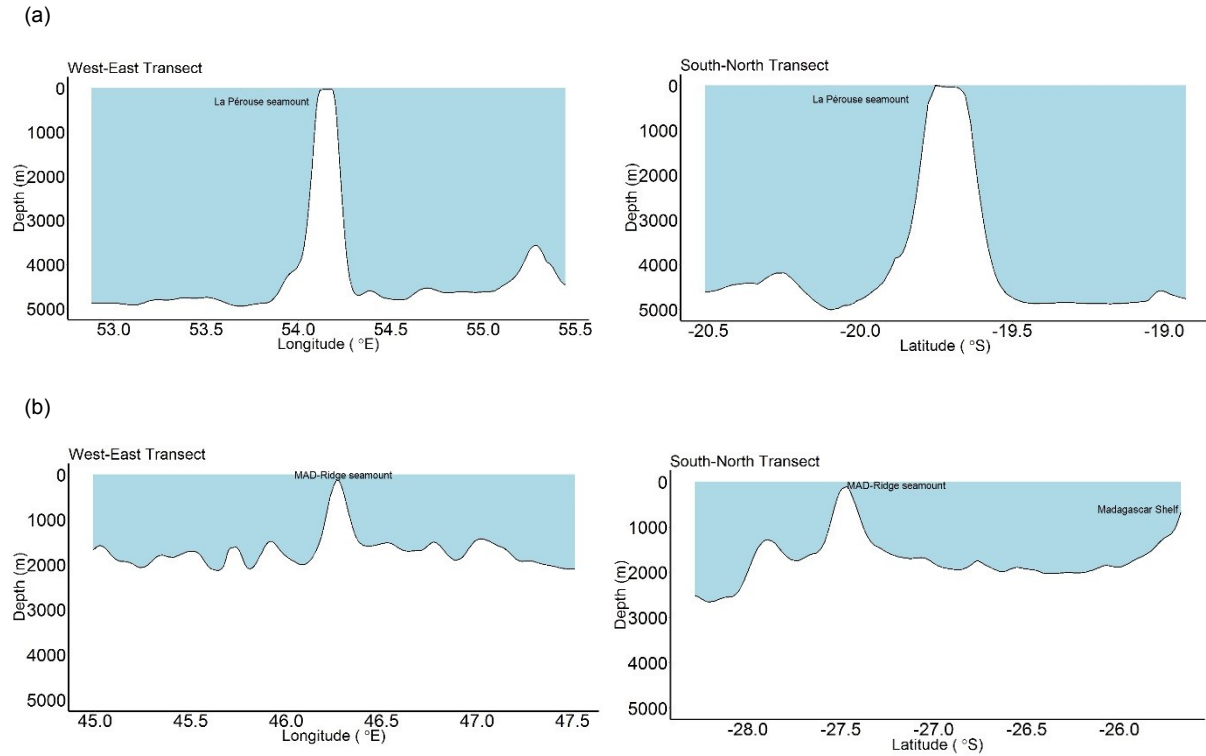 (a)
West-East Transect
La Pérouse seamount
0
1000
2000
3000
4000
5000
Depth (m)
53.0 53.5 54.0 54.5 55.0 55.5
Longitude ( °E)
South-North Transect
La Pérouse seamount
0
1000
2000
3000
4000
5000
Depth (m)
-20.5 -20.0 -19.5 -19.0
Latitude ( °S)
(b)
West-East Transect
MAD-Ridge seamount
0
1000
2000
3000
4000
5000
Depth (m)
45.0 45.5 46.0 46.5 47.0 47.5
Longitude ( °E)
South-North Transect
MAD-Ridge seamount
Madagascar Shelf
0
1000
2000
3000
4000
5000
Depth (m)
-28.0 -27.5 -27.0 -26.5 -26.0
Latitude ( °S)